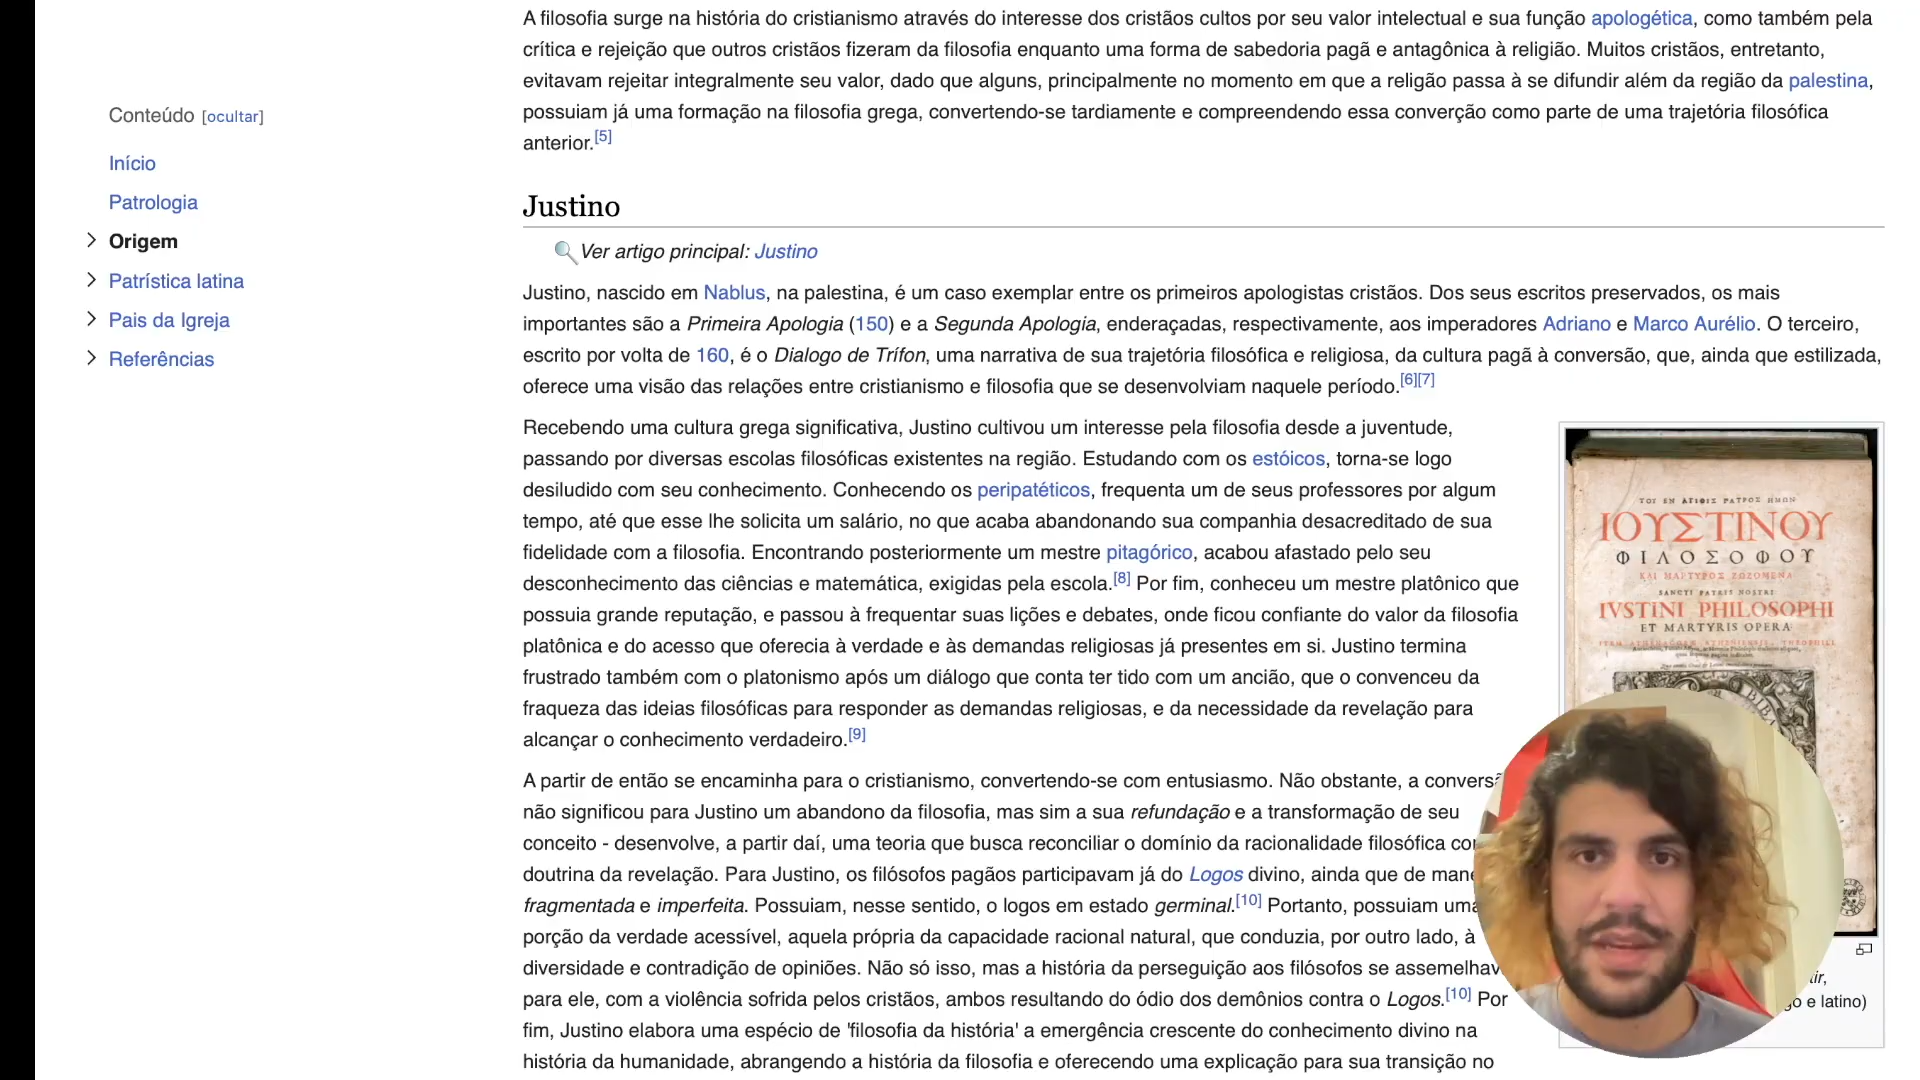 A filosofia surge na história do cristianismo através do interesse dos cristãos cultos por seu valor intelectual e sua função apologética, como também pela
crítica e rejeição que outros cristãos fizeram da filosofia enquanto uma forma de sabedoria pagã e antagônica à religião. Muitos cristãos, entretanto,
evitavam rejeitar integralmente seu valor, dado que alguns, principalmente no momento em que a religão passa à se difundir além da região da palestina,
possuiam já uma formação na filosofia grega, convertendo-se tardiamente e compreendendo essa converção como parte de uma trajetória filosófica
anterior.[5]
Conteúdo [ocultar]
Início
Patrologia
Origem
Patrística latina
Pais da Igreja
Referências
Justino
Ver artigo principal: Justino
Justino, nascido em Nablus, na palestina, é um caso exemplar entre os primeiros apologistas cristãos. Dos seus escritos preservados, os mais
importantes são a Primeira Apologia (150) e a Segunda Apologia, enderaçadas, respectivamente, aos imperadores Adriano e Marco Aurélio. O terceiro,
escrito por volta de 160, é o Dialogo de Trífon, uma narrativa de sua trajetória filosófica e religiosa, da cultura pagã à conversão, que, ainda que estilizada,
oferece uma visão das relações entre cristianismo e filosofia que se desenvolviam naquele período.[6][7]
Recebendo uma cultura grega significativa, Justino cultivou um interesse pela filosofia desde a juventude,
passando por diversas escolas filosóficas existentes na região. Estudando com os estóicos, torna-se logo
desiludido com seu conhecimento. Conhecendo os peripatéticos, frequenta um de seus professores por algum
tempo, até que esse lhe solicita um salário, no que acaba abandonando sua companhia desacreditado de sua
fidelidade com a filosofia. Encontrando posteriormente um mestre pitagórico, acabou afastado pelo seu
desconhecimento das ciências e matemática, exigidas pela escola.[8] Por fim, conheceu um mestre platônico que
possuia grande reputação, e passou à frequentar suas lições e debates, onde ficou confiante do valor da filosofia
platônica e do acesso que oferecia à verdade e às demandas religiosas já presentes em si. Justino termina
frustrado também com o platonismo após um diálogo que conta ter tido com um ancião, que o convenceu da
fraqueza das ideias filosóficas para responder as demandas religiosas, e da necessidade da revelação para
alcançar o conhecimento verdadeiro.[9]
A partir de então se encaminha para o cristianismo, convertendo-se com entusiasmo. Não obstante, a
não significou para Justino um abandono da filosofia, mas sim a sua refundação e a transformação de seu
conceito - desenvolve, a partir daí, uma teoria que busca reconciliar o domínio da racionalidade filosófica
doutrina da revelação. Para Justino, os filósofos pagãos participavam já do Logos divino, ainda que de
fragmentada e imperfeita. Possuiam, nesse sentido, o logos em estado germinal.[10] Portanto, possuiam
porção da verdade acessível, aquela própria da capacidade racional natural, que conduzia, por outro lado, à
diversidade e contradição de opiniões. Não só isso, mas a história da perseguição aos filósofos se
para ele, com a violência sofrida pelos cristãos, ambos resultando do ódio dos demônios contra o Logos.[10] Por
fim, Justino elabora uma espécio de 'filosofia da história' a emergência crescente do conhecimento divino na
história da humanidade, abrangendo a história da filosofia e oferecendo uma explicação para sua transição no
ΙΟΥΣΤΙΝΟΥ
ΦΙΛΟΣΟΦΟΥ
SANCTI PATRIS NOSTRI
IVSTINI PHILOSOPHI
ET MARTYRIS OPERA
e latino)